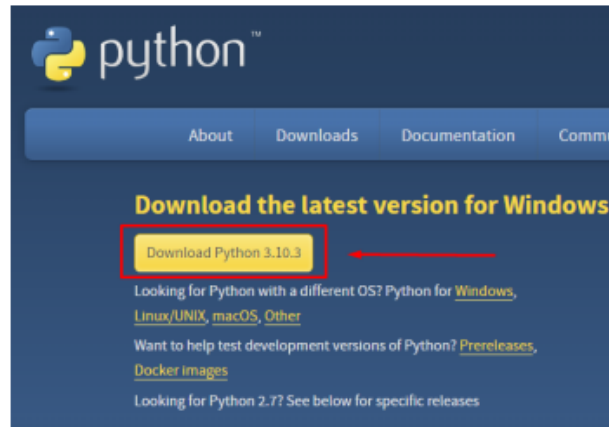 python™
About Downloads Documentation Commu
Download the latest version for Windows
Download Python 3.10.3
Looking for Python with a different OS? Python for Windows,
Linux/UNIX, macOS, Other
Want to help test development versions of Python? Prereleases,
Docker images
Looking for Python 2.7? See below for specific releases